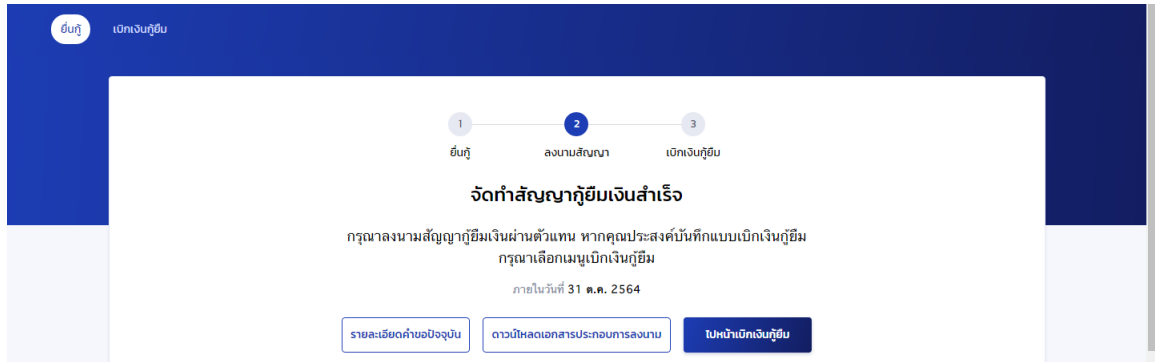 ยื่นกู้ เบิกเงินกู้ยืม
1 2 3
ยื่นกู้ ลงนามสัญญา เบิกเงินกู้ยืม
จัดทำสัญญากู้ยืมเงินสำเร็จ
กรุณาลงนามสัญญากู้ยืมเงินผ่านตัวแทน หากคุณประสงค์บันทึกแบบเบิกเงินกู้ยืม
กรุณาเลือกเมนูเบิกเงินกู้ยืม
ภายในวันที่ 31 ต.ค. 2564
รายละเอียดคำขอปัจจุบัน ดาวน์โหลดเอกสารประกอบการลงนาม ไปหน้าเบิกเงินกู้ยืม